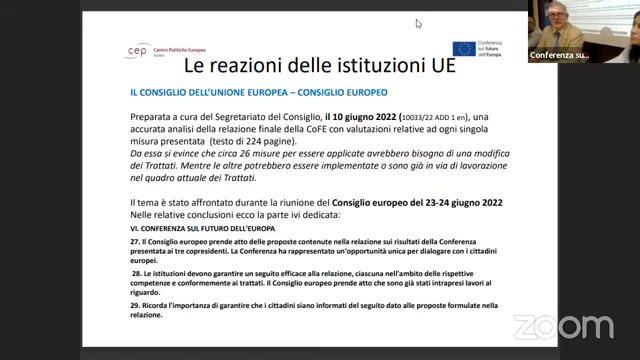 cep
Centro Politiche Europee
ROMA
Conferenza
sul futuro
dell'Europa
Conferenza su...
Le reazioni delle istituzioni UE
IL CONSIGLIO DELL'UNIONE EUROPEA – CONSIGLIO EUROPEO
Preparata a cura del Segretariato del Consiglio, il 10 giugno 2022 (10033/22 ADD 1 en), una
accurata analisi della relazione finale della CoFE con valutazioni relative ad ogni singola
misura presentata (testo di 224 pagine).
Da essa si evince che circa 26 misure per essere applicate avrebbero bisogno di una modifica
dei Trattati. Mentre le altre potrebbero essere implementate o sono già in via di lavorazione
nel quadro attuale dei Trattati.
Il tema è stato affrontato durante la riunione del Consiglio europeo del 23-24 giugno 2022
Nelle relative conclusioni ecco la parte ivi dedicata:
VI. CONFERENZA SUL FUTURO DELL'EUROPA
27. Il Consiglio europeo prende atto delle proposte contenute nella relazione sui risultati della Conferenza
presentata ai tre copresidenti. La Conferenza ha rappresentato un'opportunità unica per dialogare con i cittadini
europei.
28. Le istituzioni devono garantire un seguito efficace alla relazione, ciascuna nell'ambito delle rispettive
competenze e conformemente ai trattati. Il Consiglio europeo prende atto che sono già stati intrapresi lavori al
riguardo.
29. Ricorda l'importanza di garantire che i cittadini siano informati del seguito dato alle proposte formulate nella
relazione.
zoom